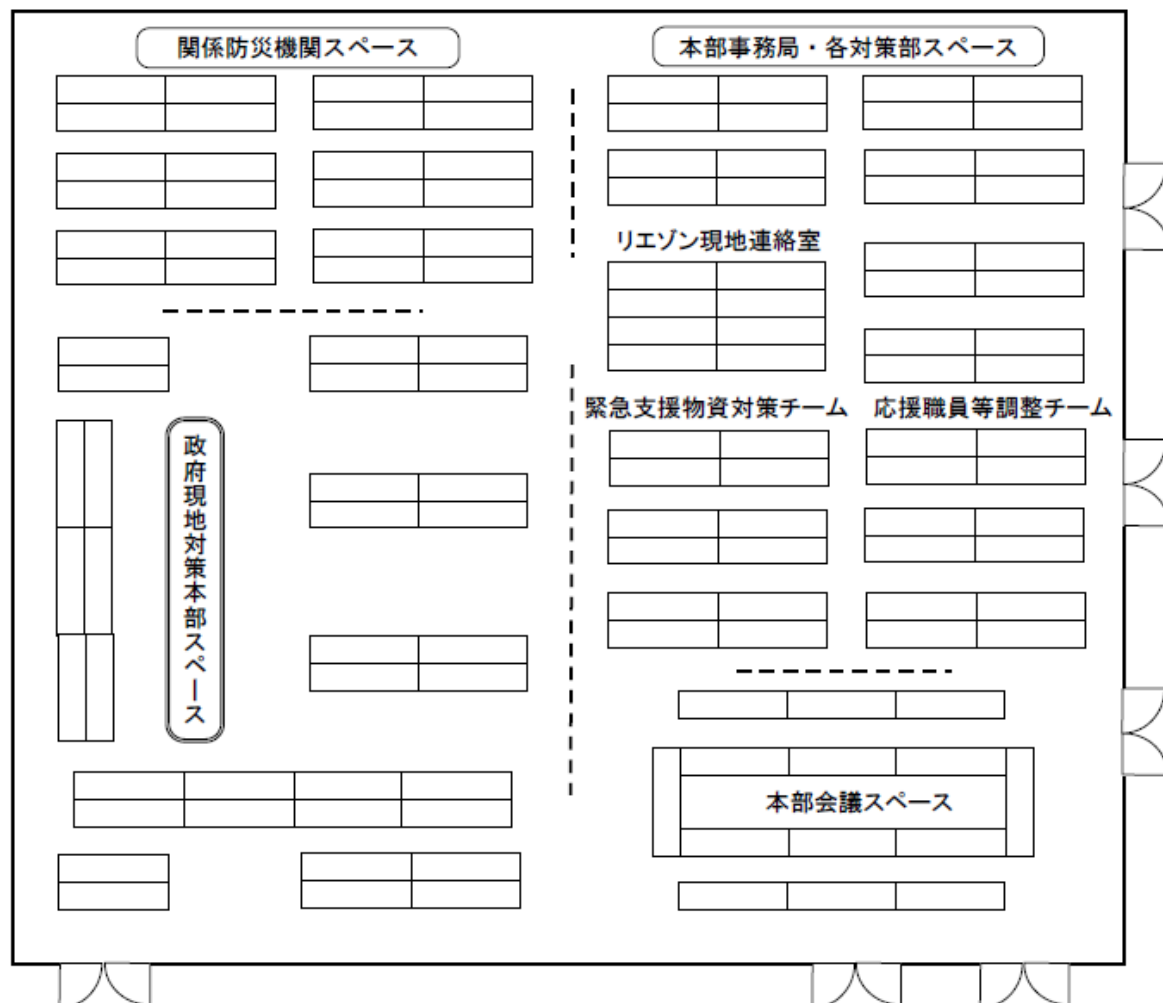 関係防災機関スペース
本部事務局・各対策部スペース
リエゾン現地連絡室
緊急支援物資対策チーム
応援職員等調整チーム
政府現地対策本部スペース
本部会議スペース